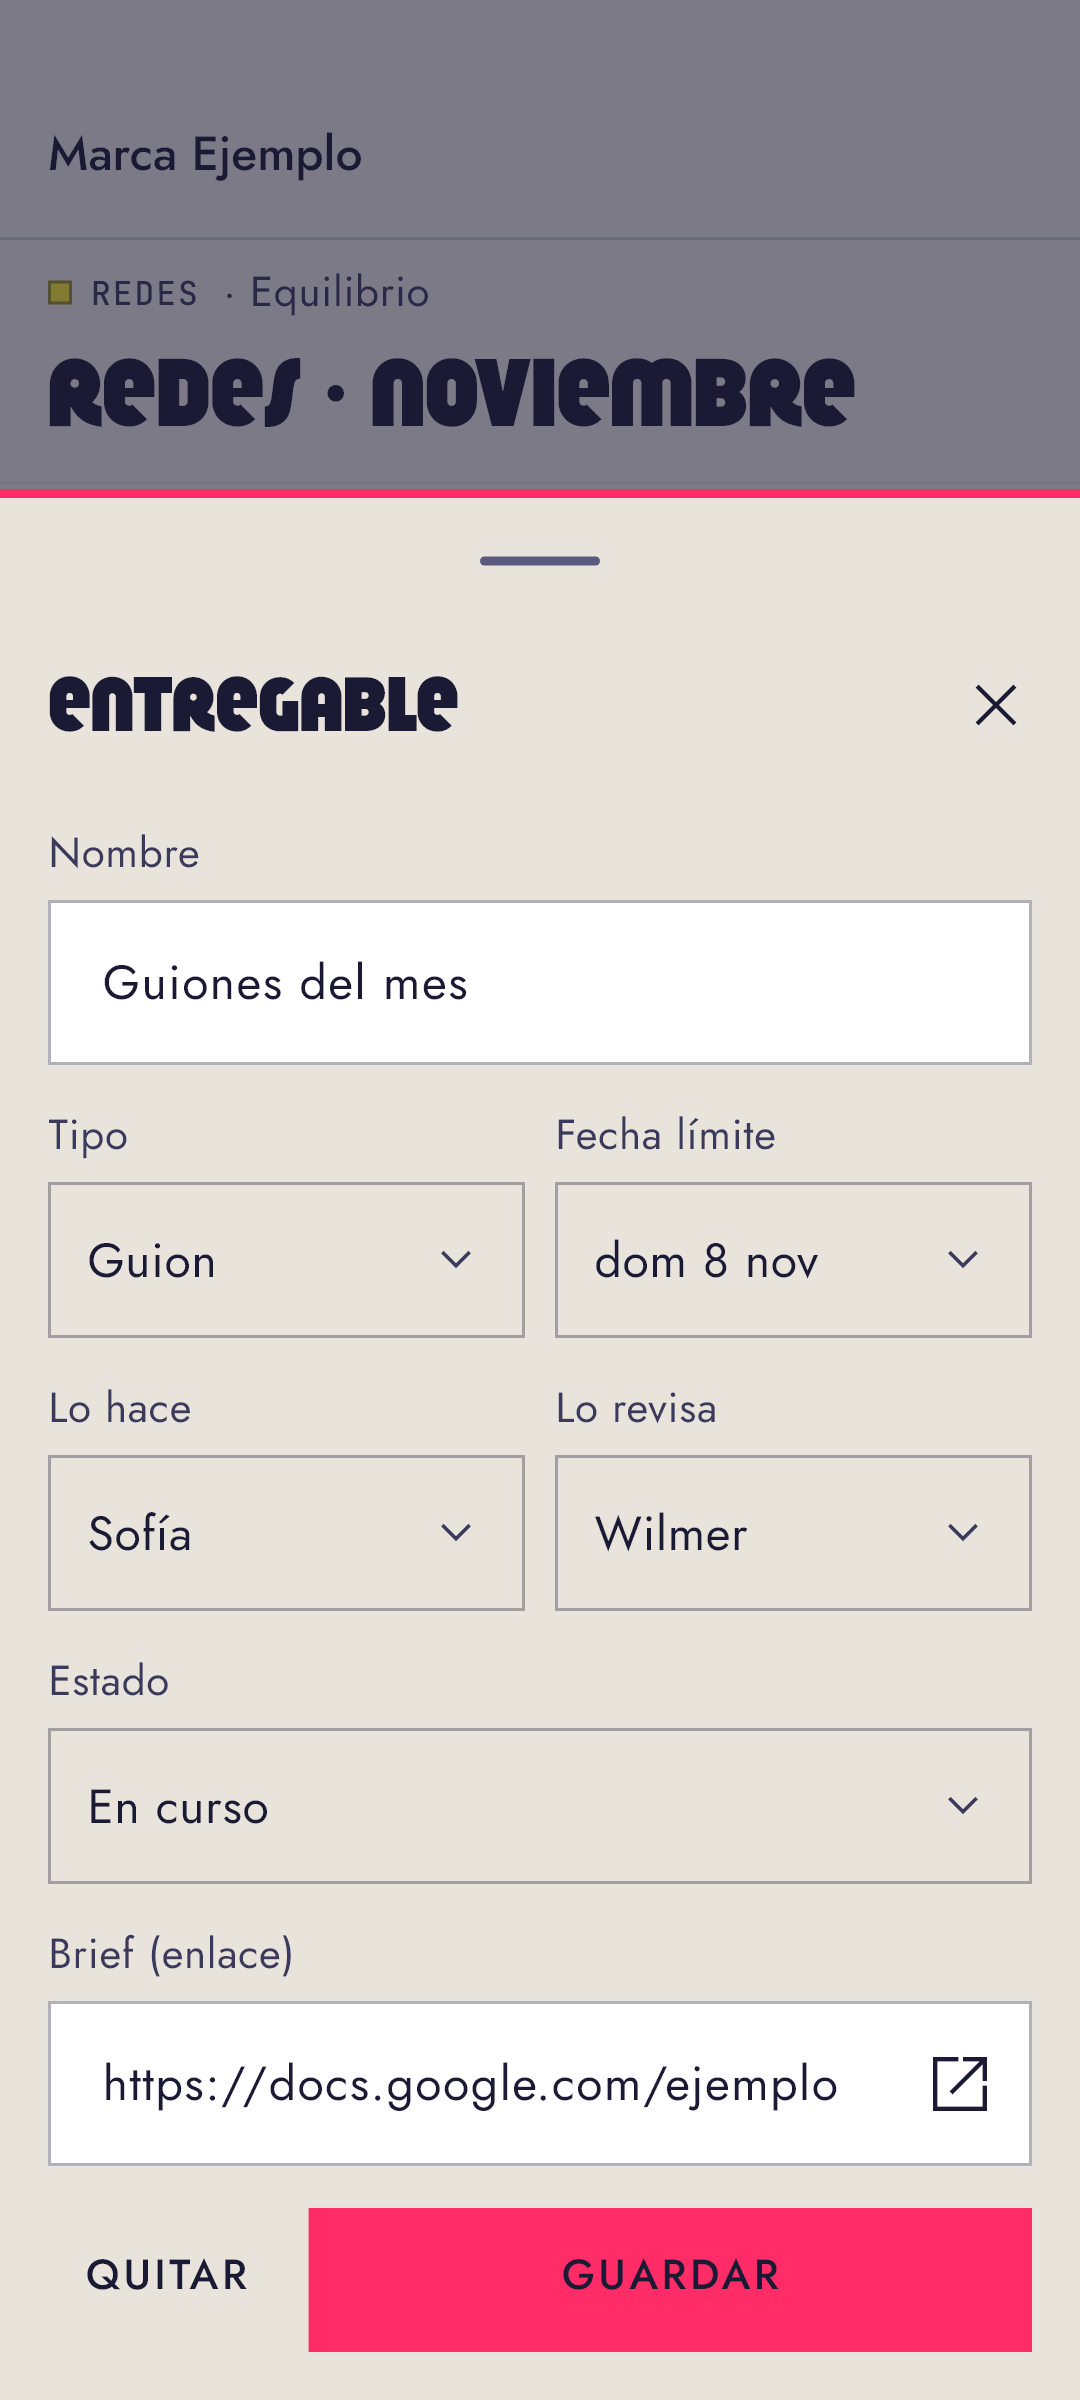 Marca Ejemplo
REDES · Equilibrio
REDES · NOVIEMBRE
ENTREGABLE
Nombre
Guiones del mes
Tipo
Fecha límite
Guion
dom 8 nov
Lo hace
Lo revisa
Sofía
Wilmer
Estado
En curso
Brief (enlace)
https://docs.google.com/ejemplo
QUITAR
GUARDAR